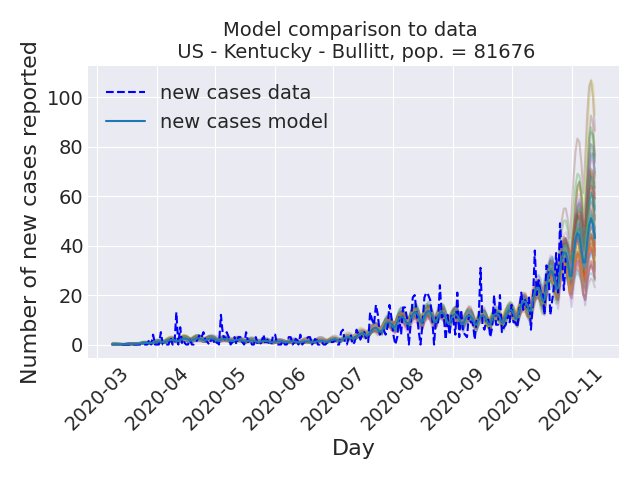 Model comparison to data
US - Kentucky - Bullitt, pop. = 81676
Number of new cases reported
new cases data
new cases model
100
80
60
40
20
0
2020-03
2020-04
2020-05
2020-06
2020-07
2020-08
2020-09
2020-10
2020-11
Day